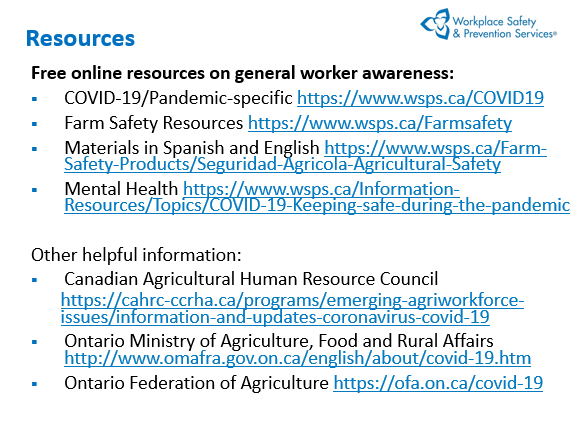 Resources
Workplace Safety
& Prevention Services®
Free online resources on general worker awareness:
▪ COVID-19/Pandemic-specific https://www.wsps.ca/COVID19
▪ Farm Safety Resources https://www.wsps.ca/Farmsafety
▪ Materials in Spanish and English https://www.wsps.ca/Farm-
Safety-Products/Seguridad-Agricola-Agricultural-Safety
▪ Mental Health https://www.wsps.ca/Information-
Resources/Topics/COVID-19-Keeping-safe-during-the-pandemic
Other helpful information:
▪ Canadian Agricultural Human Resource Council
https://cahrc-ccrha.ca/programs/emerging-agriworkforce-
issues/information-and-updates-coronavirus-covid-19
▪ Ontario Ministry of Agriculture, Food and Rural Affairs
http://www.omafra.gov.on.ca/english/about/covid-19.htm
▪ Ontario Federation of Agriculture https://ofa.on.ca/covid-19